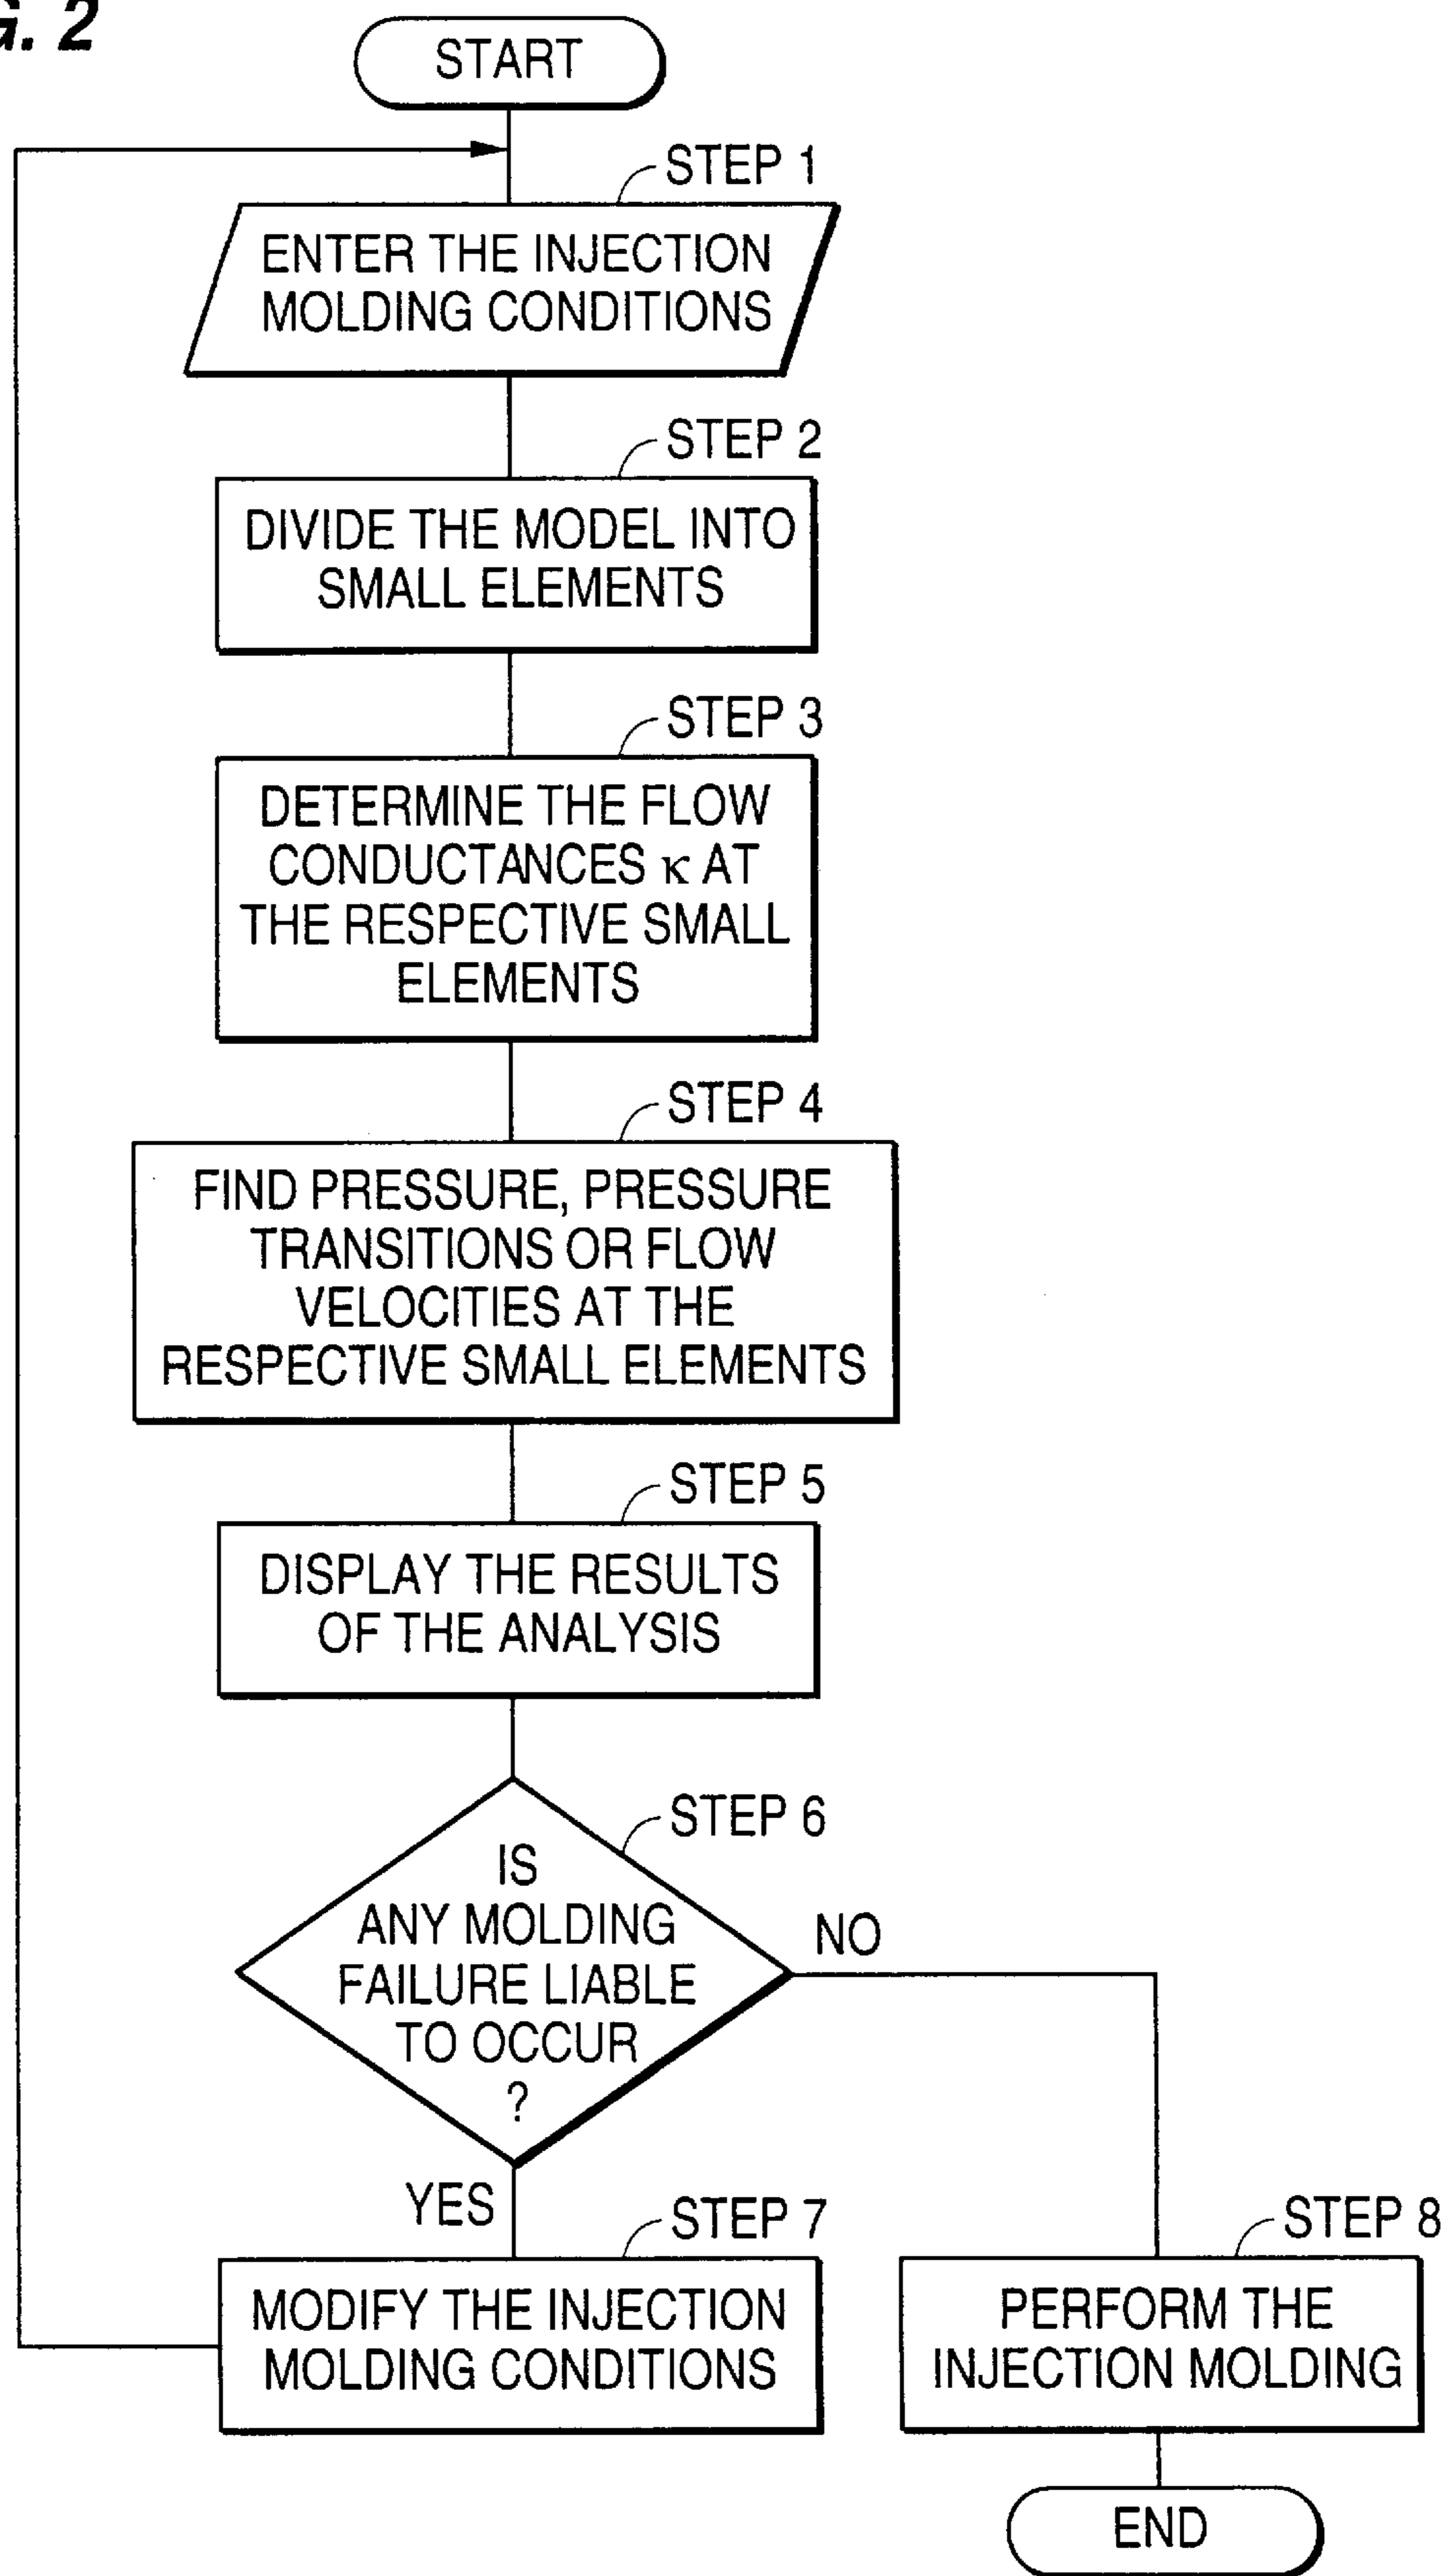 G. 2
START
STEP 1
ENTER THE INJECTION
MOLDING CONDITIONS
STEP 2
DIVIDE THE MODEL INTO
SMALL ELEMENTS
STEP 3
DETERMINE THE FLOW
CONDUCTANCES κ AT
THE RESPECTIVE SMALL
ELEMENTS
STEP 4
FIND PRESSURE, PRESSURE
TRANSITIONS OR FLOW
VELOCITIES AT THE
RESPECTIVE SMALL ELEMENTS
STEP 5
DISPLAY THE RESULTS
OF THE ANALYSIS
STEP 6
IS
ANY MOLDING
FAILURE LIABLE
TO OCCUR
?
NO
YES
STEP 7
MODIFY THE INJECTION
MOLDING CONDITIONS
STEP 8
PERFORM THE
INJECTION MOLDING
END